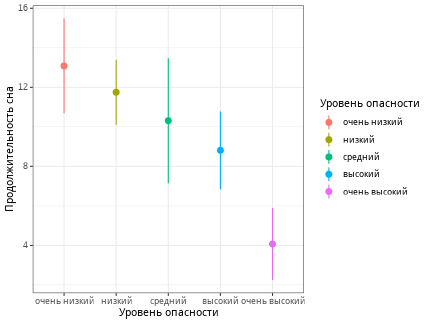 16
12
8
4
Продолжительность сна
очень низкий
низкий
средний
высокий
очень высокий
Уровень опасности
Уровень опасности
очень низкий
низкий
средний
высокий
очень высокий